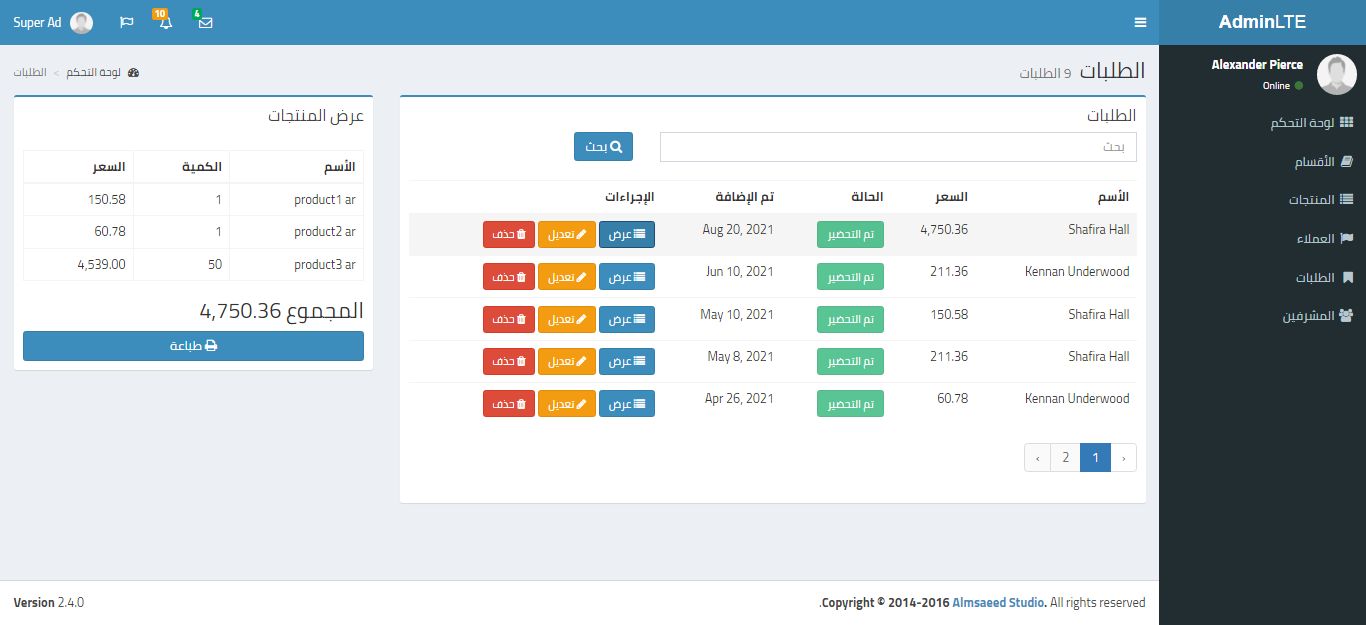 AdminLTE
Super Ad
10
4
Alexander Pierce
Online
لوحة التحكم
الأقسام
المنتجات
العملاء
الطلبات
المشرفين
الطلبات 9 الطلبات
لوحة التحكم > الطلبات
الطلبات
بحث
بحث
الأسم السعر الحالة تم الإضافة الإجراءات
Shafira Hall 4,750.36 تم التحضير Aug 20, 2021 عرض تعديل حذف
Kennan Underwood 211.36 تم التحضير Jun 10, 2021 عرض تعديل حذف
Shafira Hall 150.58 تم التحضير May 10, 2021 عرض تعديل حذف
Shafira Hall 211.36 تم التحضير May 8, 2021 عرض تعديل حذف
Kennan Underwood 60.78 تم التحضير Apr 26, 2021 عرض تعديل حذف
‹ 1 2 ›
عرض المنتجات
الأسم الكمية السعر
product1 ar 1 150.58
product2 ar 1 60.78
product3 ar 50 4,539.00
المجموع 4,750.36
طباعة
.Copyright © 2014-2016 Almsaeed Studio. All rights reserved
Version 2.4.0